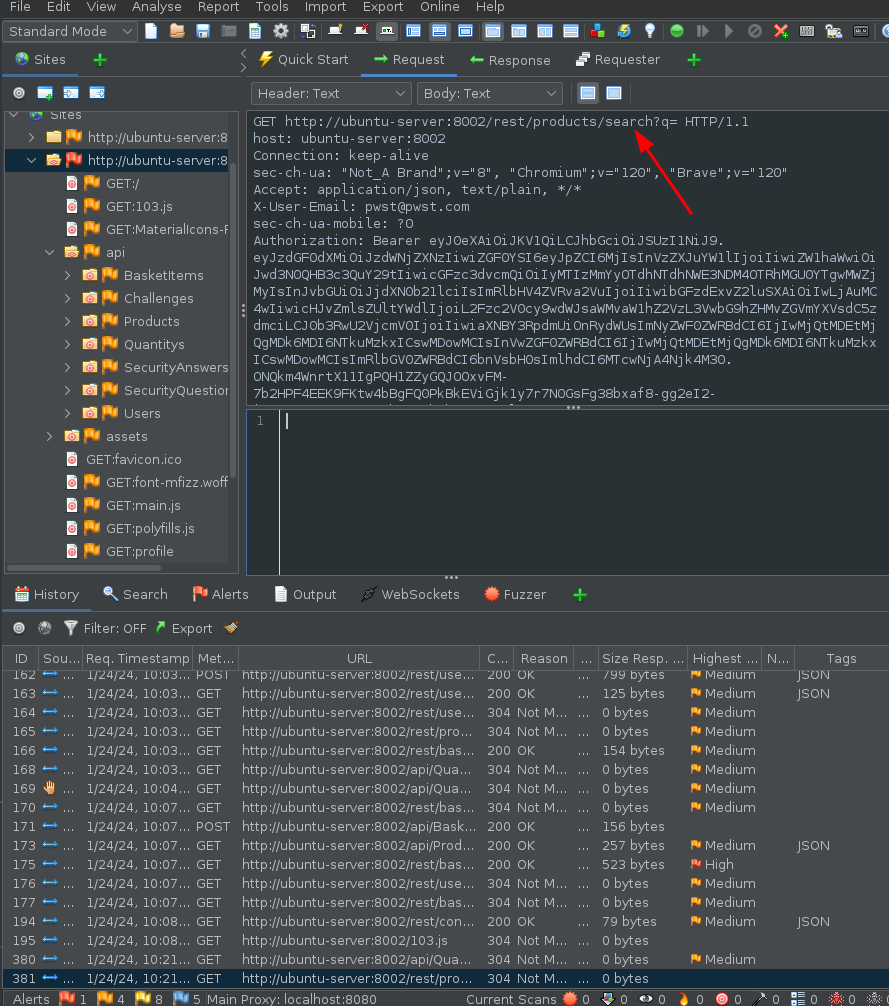 File Edit View Analyse Report Tools Import Export Online Help
Standard Mode
Sites
Quick Start Request Response Requester
Header: Text Body: Text
Sites
http://ubuntu-server:8
http://ubuntu-server:8
GET:/
GET:103.js
GET:MaterialIcons-R
api
BasketItems
Challenges
Products
Quantitys
SecurityAnswers
SecurityQuestion
Users
assets
GET:favicon.ico
GET:font-mfizz.woff
GET:main.js
GET:polyfills.js
GET:profile
GET http://ubuntu-server:8002/rest/products/search?q= HTTP/1.1
host: ubuntu-server:8002
Connection: keep-alive
sec-ch-ua: "Not_A Brand";v="8", "Chromium";v="120", "Brave";v="120"
Accept: application/json, text/plain, */*
X-User-Email: pwst@pwst.com
sec-ch-ua-mobile: ?0
Authorization: Bearer
1
History Search Alerts Output WebSockets Fuzzer
Filter: OFF Export
ID Sou... Req. Timestamp Met... URL C... Reason ... Size Resp. ... Highest ... N... Tags
162 ... 1/24/24, 10:03... POST http://ubuntu-server:8002/rest/use... 200 OK ... 799 bytes Medium JSON
163 ... 1/24/24, 10:03... GET http://ubuntu-server:8002/rest/use... 200 OK ... 125 bytes Medium JSON
164 ... 1/24/24, 10:03... GET http://ubuntu-server:8002/rest/use... 304 Not M... ... 0 bytes Medium
165 ... 1/24/24, 10:03... GET http://ubuntu-server:8002/rest/pro... 304 Not M... ... 0 bytes Medium
166 ... 1/24/24, 10:03... GET http://ubuntu-server:8002/rest/bas... 200 OK ... 154 bytes Medium
168 ... 1/24/24, 10:03... GET http://ubuntu-server:8002/api/Qua... 304 Not M... ... 0 bytes Medium
169 ... 1/24/24, 10:04... GET http://ubuntu-server:8002/api/Qua... 304 Not M... ... 0 bytes Medium
170 ... 1/24/24, 10:07... GET http://ubuntu-server:8002/rest/bas... 304 Not M... ... 0 bytes Medium
171 ... 1/24/24, 10:07... POST http://ubuntu-server:8002/api/Bask... 200 OK ... 156 bytes
173 ... 1/24/24, 10:07... GET http://ubuntu-server:8002/api/Prod... 200 OK ... 257 bytes Medium JSON
175 ... 1/24/24, 10:07... GET http://ubuntu-server:8002/rest/bas... 200 OK ... 523 bytes High
176 ... 1/24/24, 10:07... GET http://ubuntu-server:8002/rest/use... 304 Not M... ... 0 bytes Medium
177 ... 1/24/24, 10:07... GET http://ubuntu-server:8002/rest/bas... 304 Not M... ... 0 bytes Medium
194 ... 1/24/24, 10:08... GET http://ubuntu-server:8002/rest/con... 200 OK ... 79 bytes Medium JSON
195 ... 1/24/24, 10:08... GET http://ubuntu-server:8002/103.js 304 Not M... ... 0 bytes
380 ... 1/24/24, 10:21... GET http://ubuntu-server:8002/api/Qua... 304 Not M... ... 0 bytes Medium
381 ... 1/24/24, 10:21... GET http://ubuntu-server:8002/rest/pro... 304 Not M... ... 0 bytes
Alerts 1 4 8 5 Main Proxy: localhost:8080 Current Scans 0 0 0 0 0 0 0 0 0